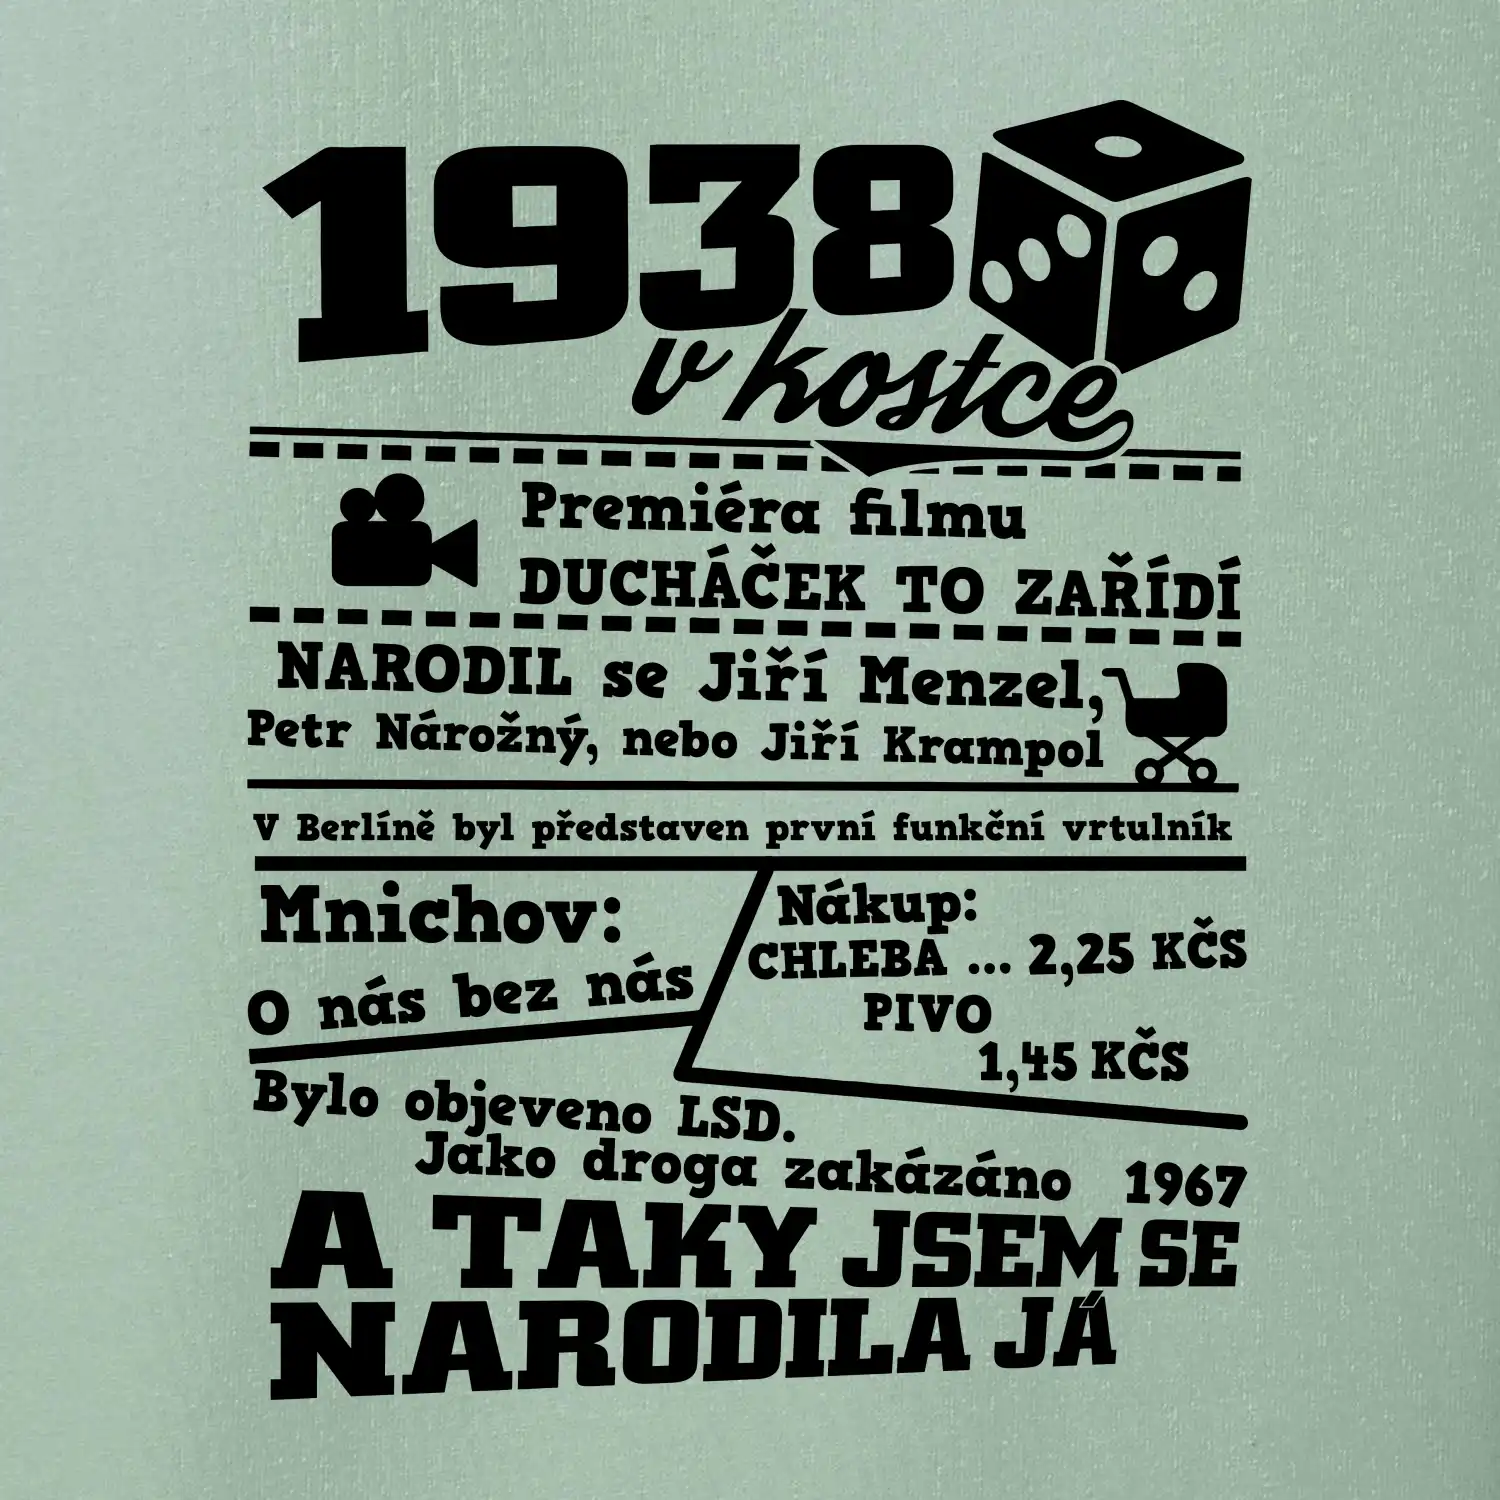 1938
v kostce
Premiéra filmu
DUCHÁČEK TO ZAŘÍDÍ
NARODIL se Jiří Menzel,
Petr Nárožný, nebo Jiří Krampol
V Berlíně byl představen první funkční vrtulník
Mnichov:
O nás bez nás
Nákup:
CHLEBA ... 2,25 KČS
PIVO
1,45 KČS
Bylo objeveno LSD.
Jako droga zakázáno 1967
A TAKY JSEM SE
NARODILA JÁ